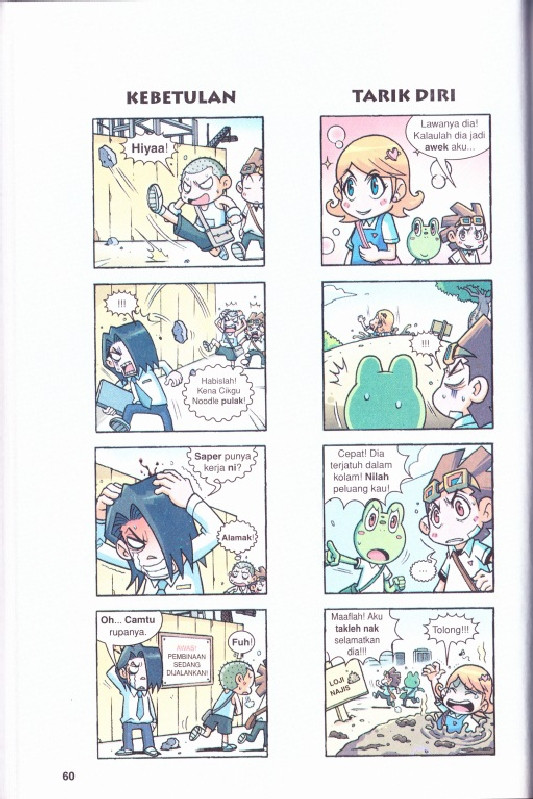 KEBETULAN
Hiyaa!
!!!
Habislah!
Kena Cikgu
Noodle pulak!
Saper punya
kerja ni?
Alamak!
Oh... Camtu
rupanya.
AWAS!
PEMBINAAN
SEDANG
DIJALANKAN!
Fuh!
TARIK DIRI
Lawanya dia!
Kalaulah dia jadi
awek aku...
!!!
Cepat! Dia
terjatuh dalam
kolam! Nilah
peluang kau!
...
Maaflah! Aku
takleh nak
selamatkan
dia!!!
Tolong!!!
LOJI
NAJIS
60